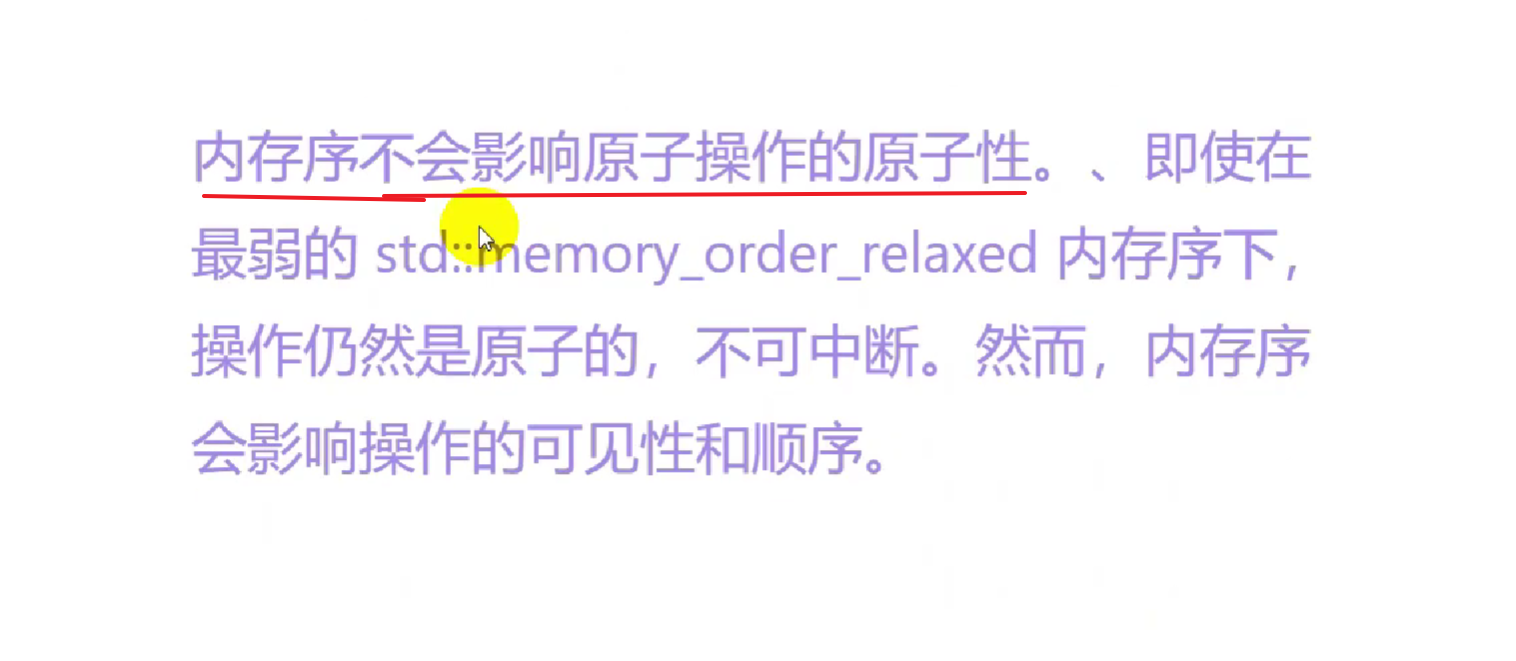 内存序不会影响原子操作的原子性。、即使在
最弱的 std::memory_order_relaxed 内存序下，
操作仍然是原子的，不可中断。然而，内存序
会影响操作的可见性和顺序。